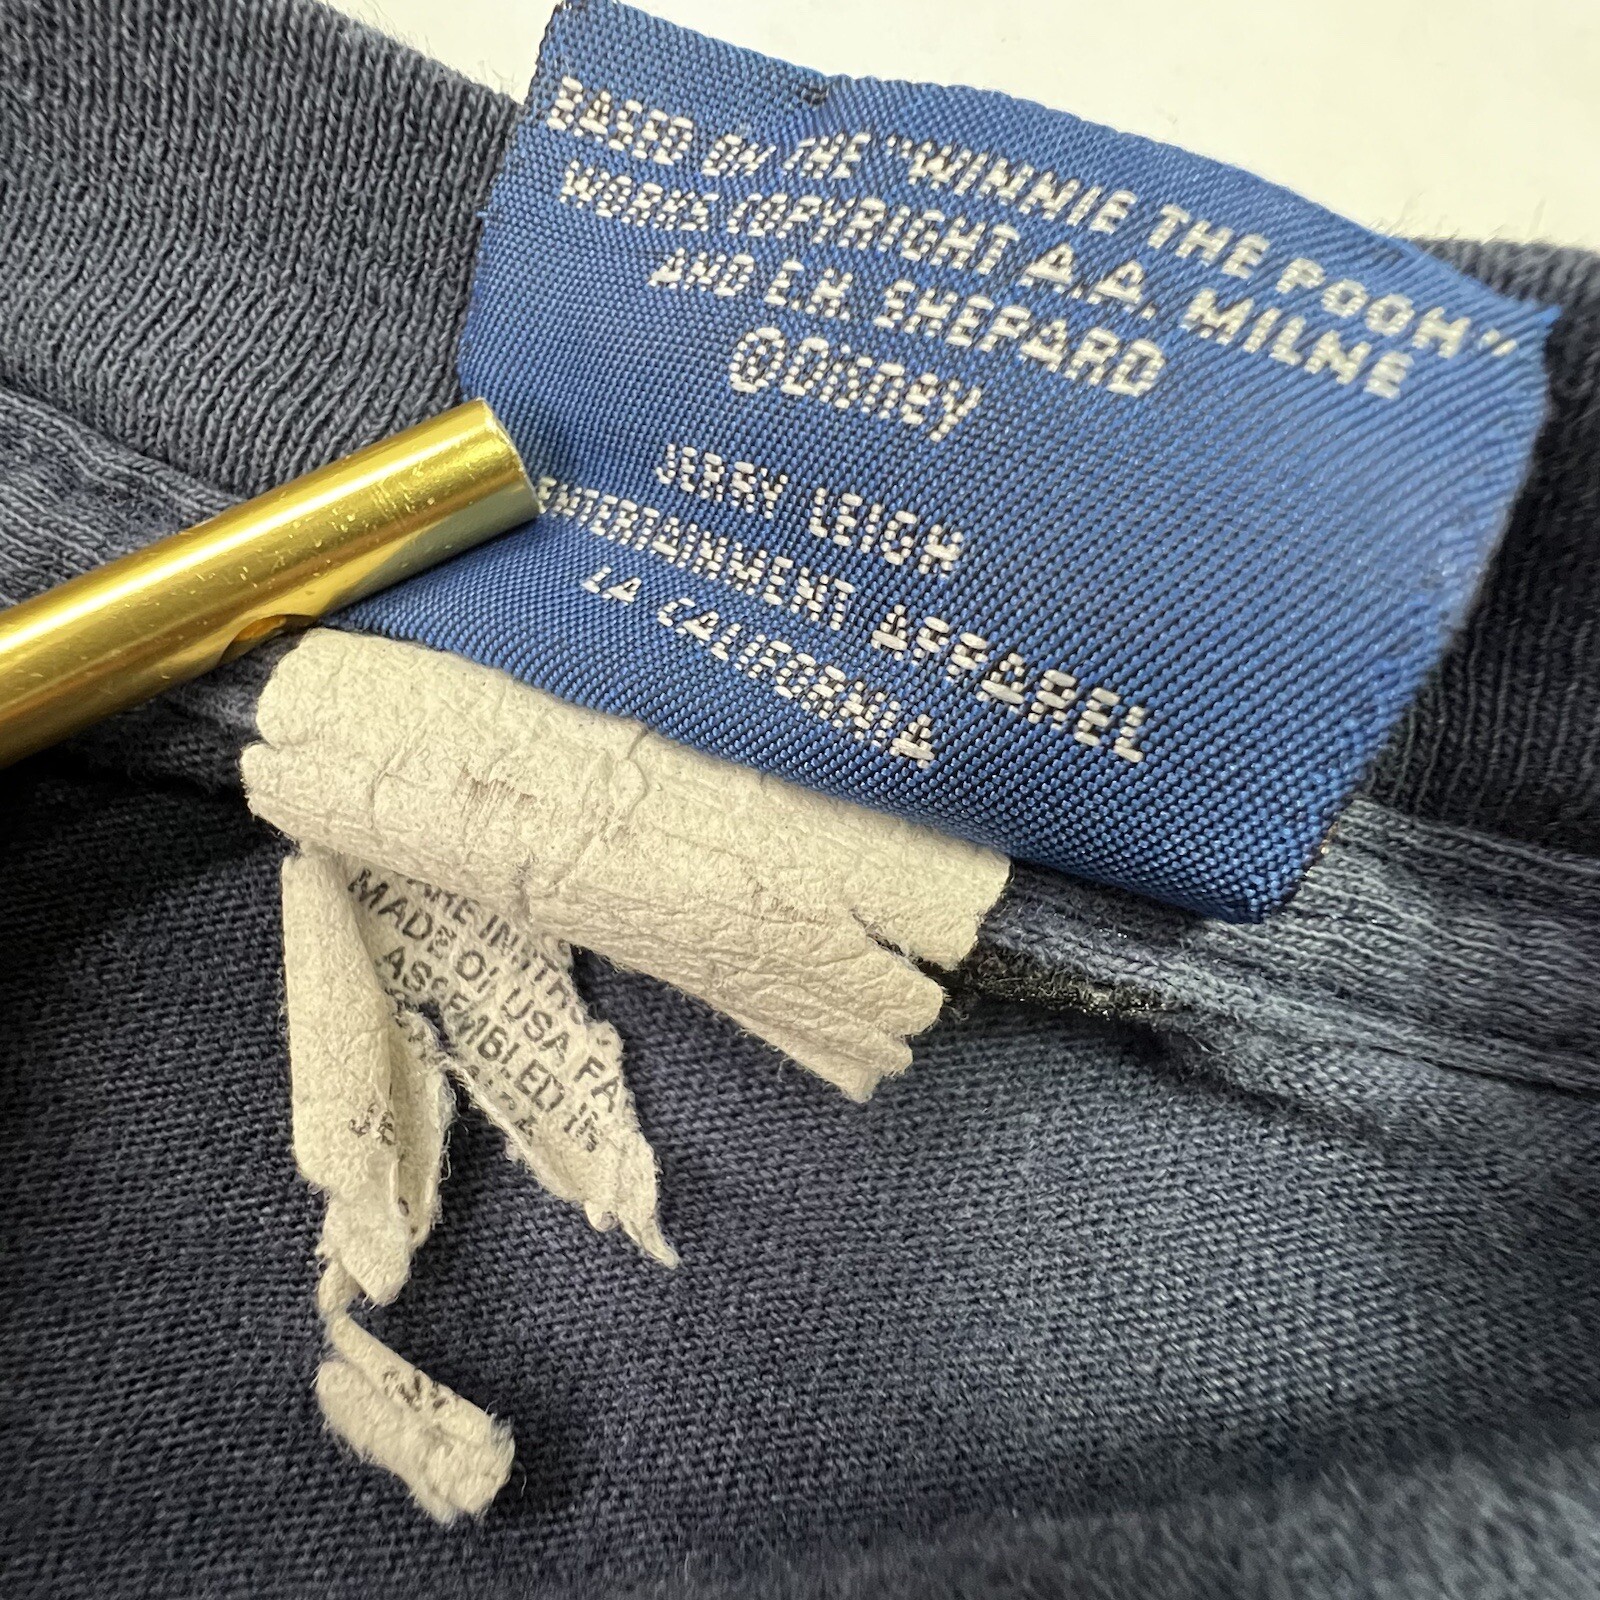 BASED ON THE "WINNIE THE POOH"
WORKS COPYRIGHT A.A. MILNE
AND E.H. SHEPARD
©Disney
JERRY LEIGH
ENTERTAINMENT APPAREL
LA CALIFORNIA
MADE OF USA FA
ASSEMBLED IN